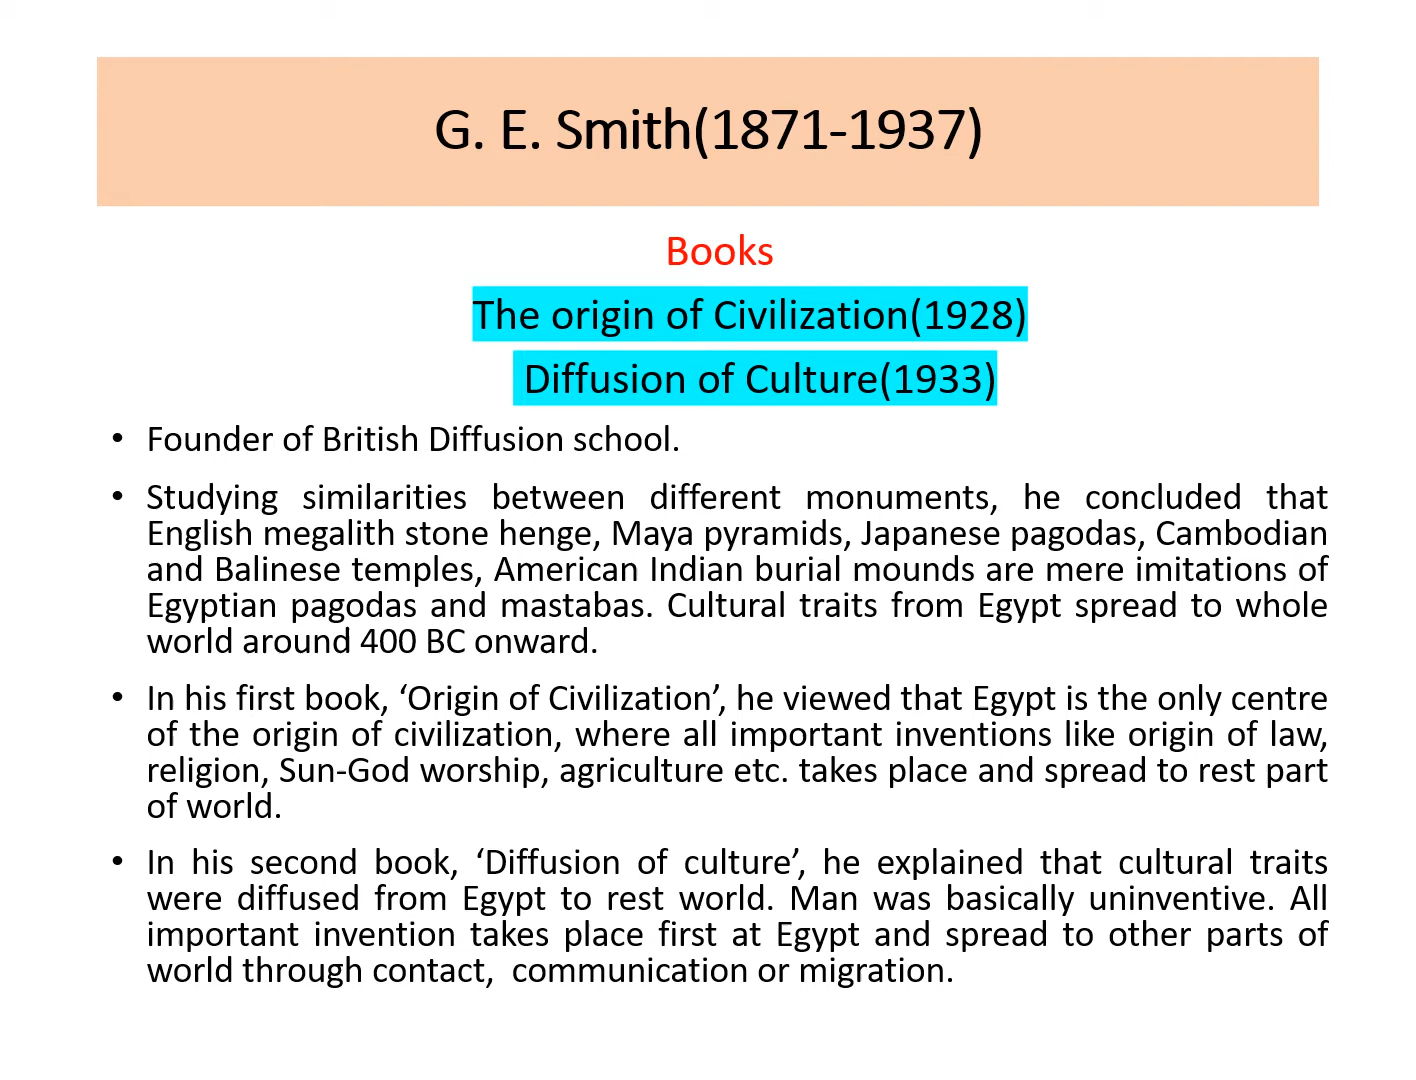 G. E. Smith(1871-1937)
Books
The origin of Civilization(1928)
Diffusion of Culture(1933)
• Founder of British Diffusion school.
• Studying similarities between different monuments, he concluded that
English megalith stone henge, Maya pyramids, Japanese pagodas, Cambodian
and Balinese temples, American Indian burial mounds are mere imitations of
Egyptian pagodas and mastabas. Cultural traits from Egypt spread to whole
world around 400 BC onward.
• In his first book, ‘Origin of Civilization’, he viewed that Egypt is the only centre
of the origin of civilization, where all important inventions like origin of law,
religion, Sun-God worship, agriculture etc. takes place and spread to rest part
of world.
• In his second book, ‘Diffusion of culture’, he explained that cultural traits
were diffused from Egypt to rest world. Man was basically uninventive. All
important invention takes place first at Egypt and spread to other parts of
world through contact,  communication or migration.